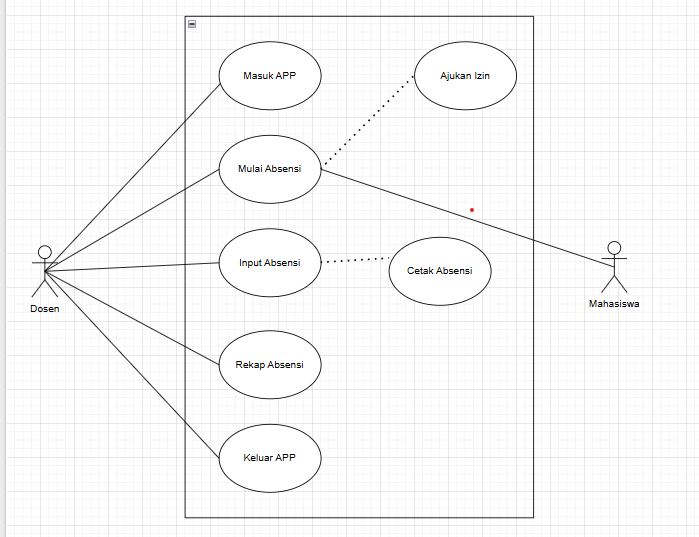 Masuk APP
Ajukan Izin
Mulai Absensi
Input Absensi
Cetak Absensi
Dosen
Mahasiswa
Rekap Absensi
Keluar APP